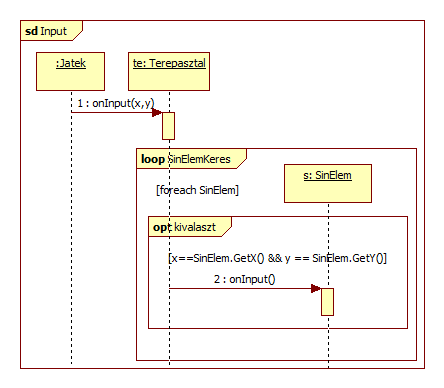 sd Input
:Jatek
te: Terepasztal
1 : onInput(x,y)
loop SinElemKeres
s: SinElem
[foreach SinElem]
opt kivalaszt
[x==SinElem.GetX() && y == SinElem.GetY()]
2 : onInput()